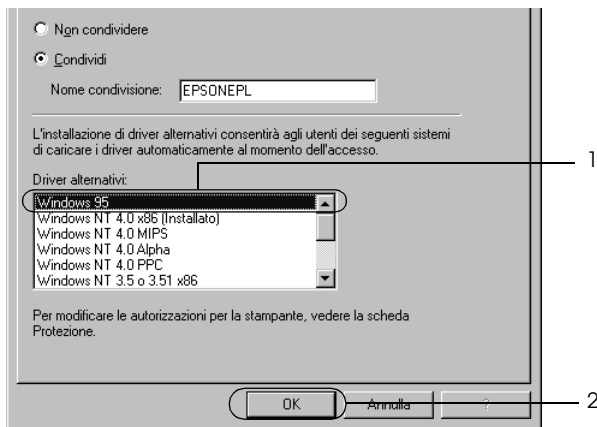 Non condividere
Condividi
Nome condivisione: EPSONEPL
L'installazione di driver alternativi consentirà agli utenti dei seguenti sistemi
di caricare i driver automaticamente al momento dell'accesso.
1
Driver alternativi:
Windows 95
Windows NT 4.0 x86 (Installato)
Windows NT 4.0 MIPS
Windows NT 4.0 Alpha
Windows NT 4.0 PPC
Windows NT 3.5 o 3.51 x86
Per modificare le autorizzazioni per la stampante, vedere la scheda
Protezione.
OK Annulla ? 2